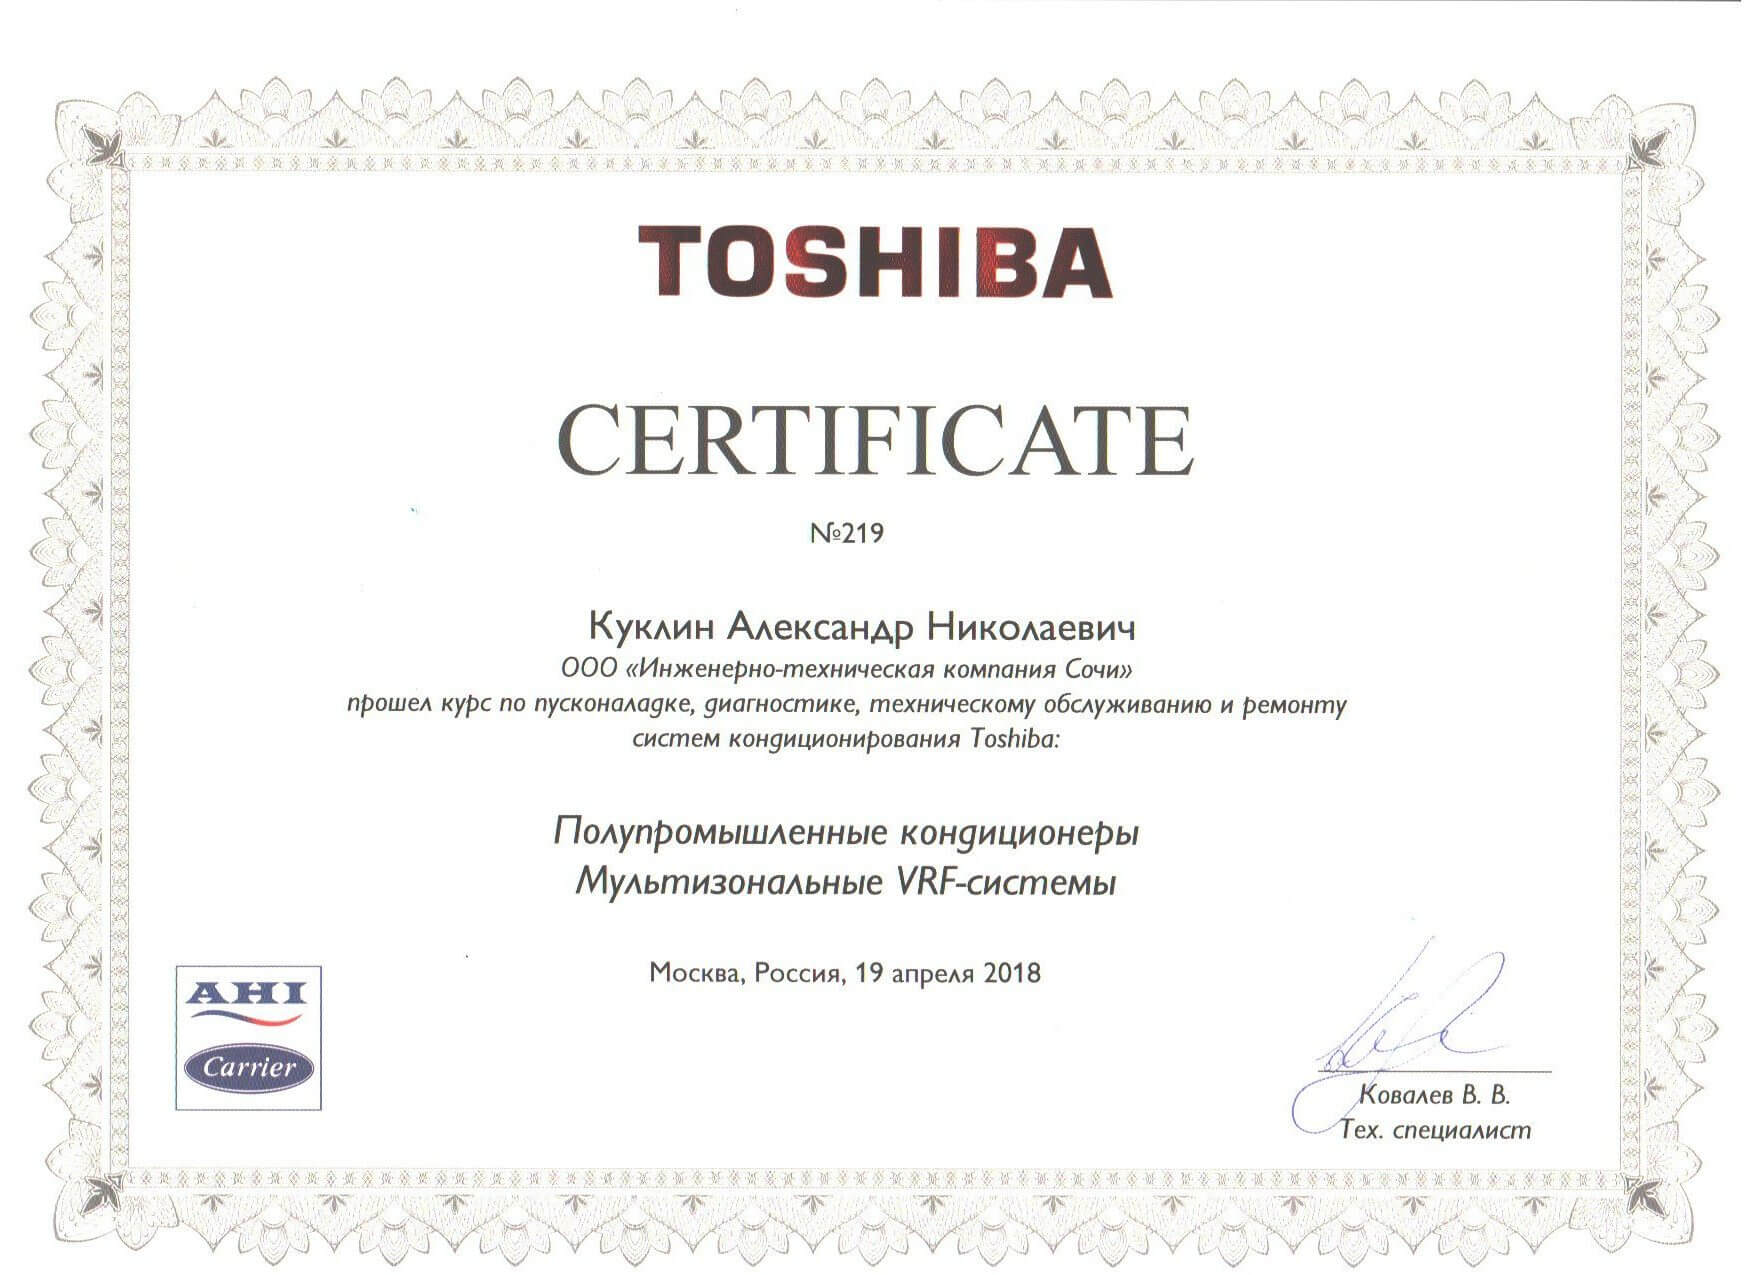 TOSHIBA
CERTIFICATE
№219
Куклин Александр Николаевич
ООО «Инженерно-техническая компания Сочи»
прошел курс по пусконаладке, диагностике, техническому обслуживанию и ремонту
систем кондиционирования Toshiba:
Полупромышленные кондиционеры
Мультизональные VRF-системы
Москва, Россия, 19 апреля 2018
AHI
Carrier
Ковалев В. В.
Тех. специалист